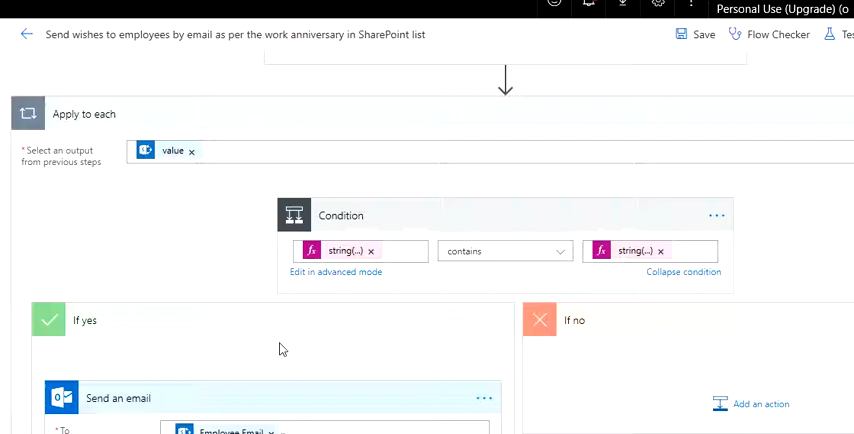 Personal Use (Upgrade) (o
Send wishes to employees by email as per the work anniversary in SharePoint list
Save
Flow Checker
Tes
Apply to each
* Select an output
from previous steps
value ×
Condition
...
fx string(...) ×
contains
fx string(...) ×
Edit in advanced mode
Collapse condition
If yes
If no
Send an email
...
Add an action
* To
Employee Email ×